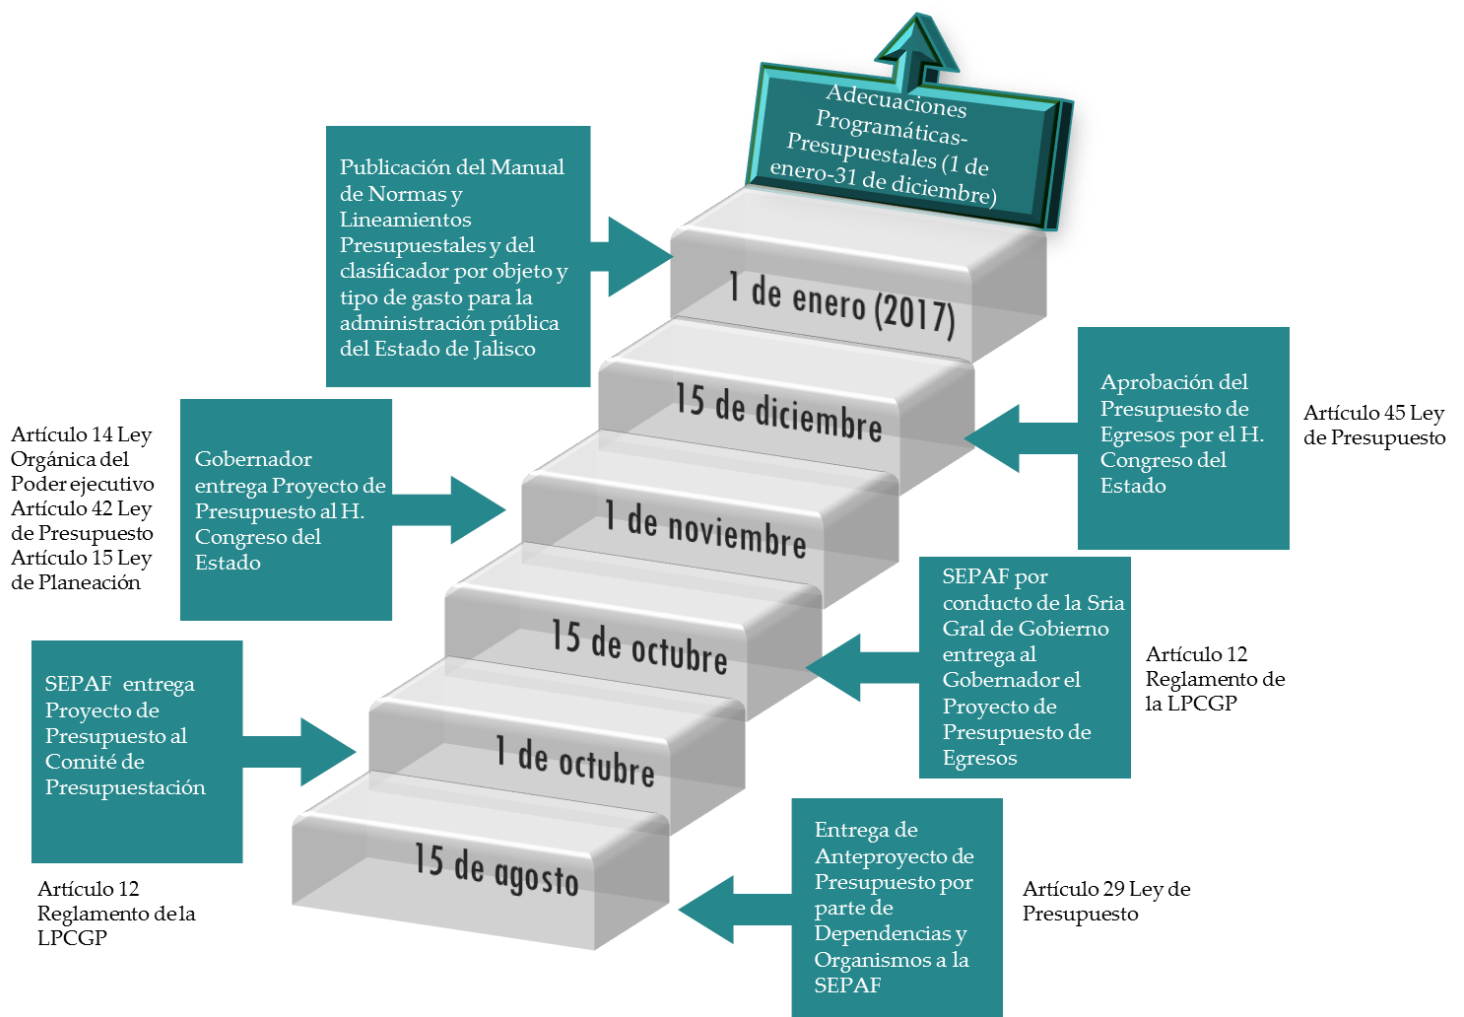 Adecuaciones
Programáticas-
Presupuestales (1 de
enero-31 de diciembre)
Publicación del Manual
de Normas y
Lineamientos
Presupuestales y del
clasificador por objeto y
tipo de gasto para la
administración pública
del Estado de Jalisco
1 de enero (2017)
15 de diciembre
Aprobación del
Presupuesto de
Egresos por el H.
Congreso del
Estado
Artículo 45 Ley
de Presupuesto
Artículo 14 Ley
Orgánica del
Poder ejecutivo
Artículo 42 Ley
de Presupuesto
Artículo 15 Ley
de Planeación
Gobernador
entrega Proyecto de
Presupuesto al H.
Congreso del
Estado
1 de noviembre
15 de octubre
SEPAF por
conducto de la Sria
Gral de Gobierno
entrega al
Gobernador el
Proyecto de
Presupuesto de
Egresos
Artículo 12
Reglamento de
la LPCGP
SEPAF entrega
Proyecto de
Presupuesto al
Comité de
Presupuestación
Artículo 12
Reglamento de la
LPCGP
1 de octubre
15 de agosto
Entrega de
Anteproyecto de
Presupuesto por
parte de
Dependencias y
Organismos a la
SEPAF
Artículo 29 Ley de
Presupuesto